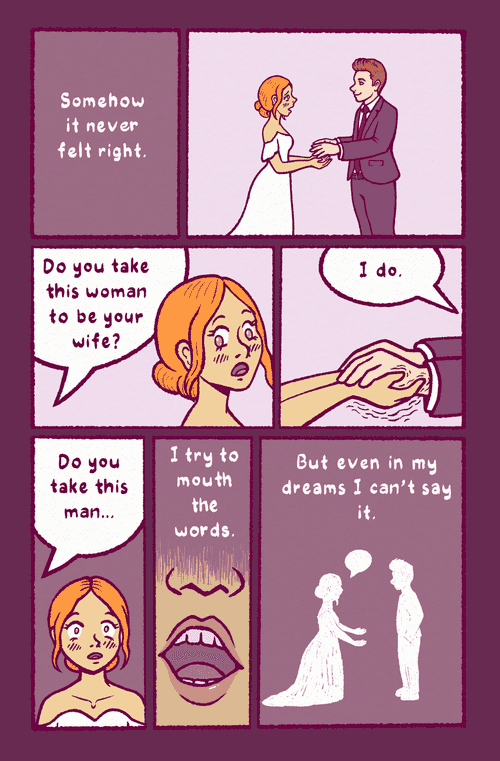 Somehow
it never
felt right.
Do you take
this woman
to be your
wife?
I do.
Do you
take this
man...
I try to
mouth
the
words.
But even in my
dreams I can't say
it.